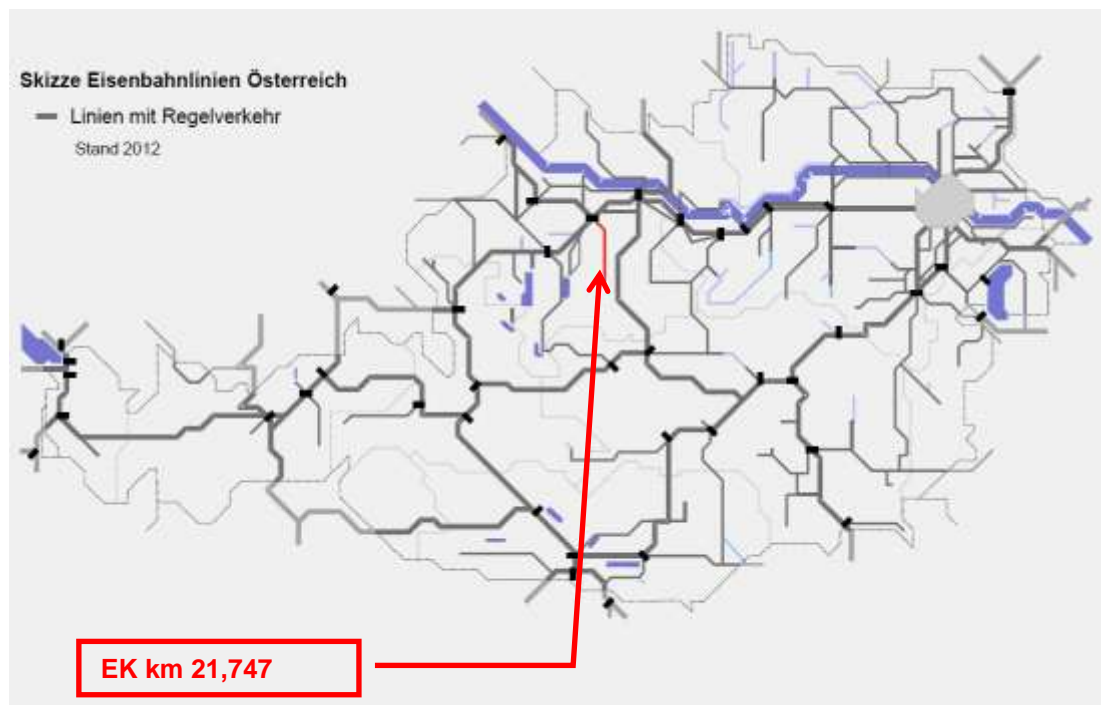 Skizze Eisenbahnlinien Österreich
Linien mit Regelverkehr
Stand 2012
EK km 21,747